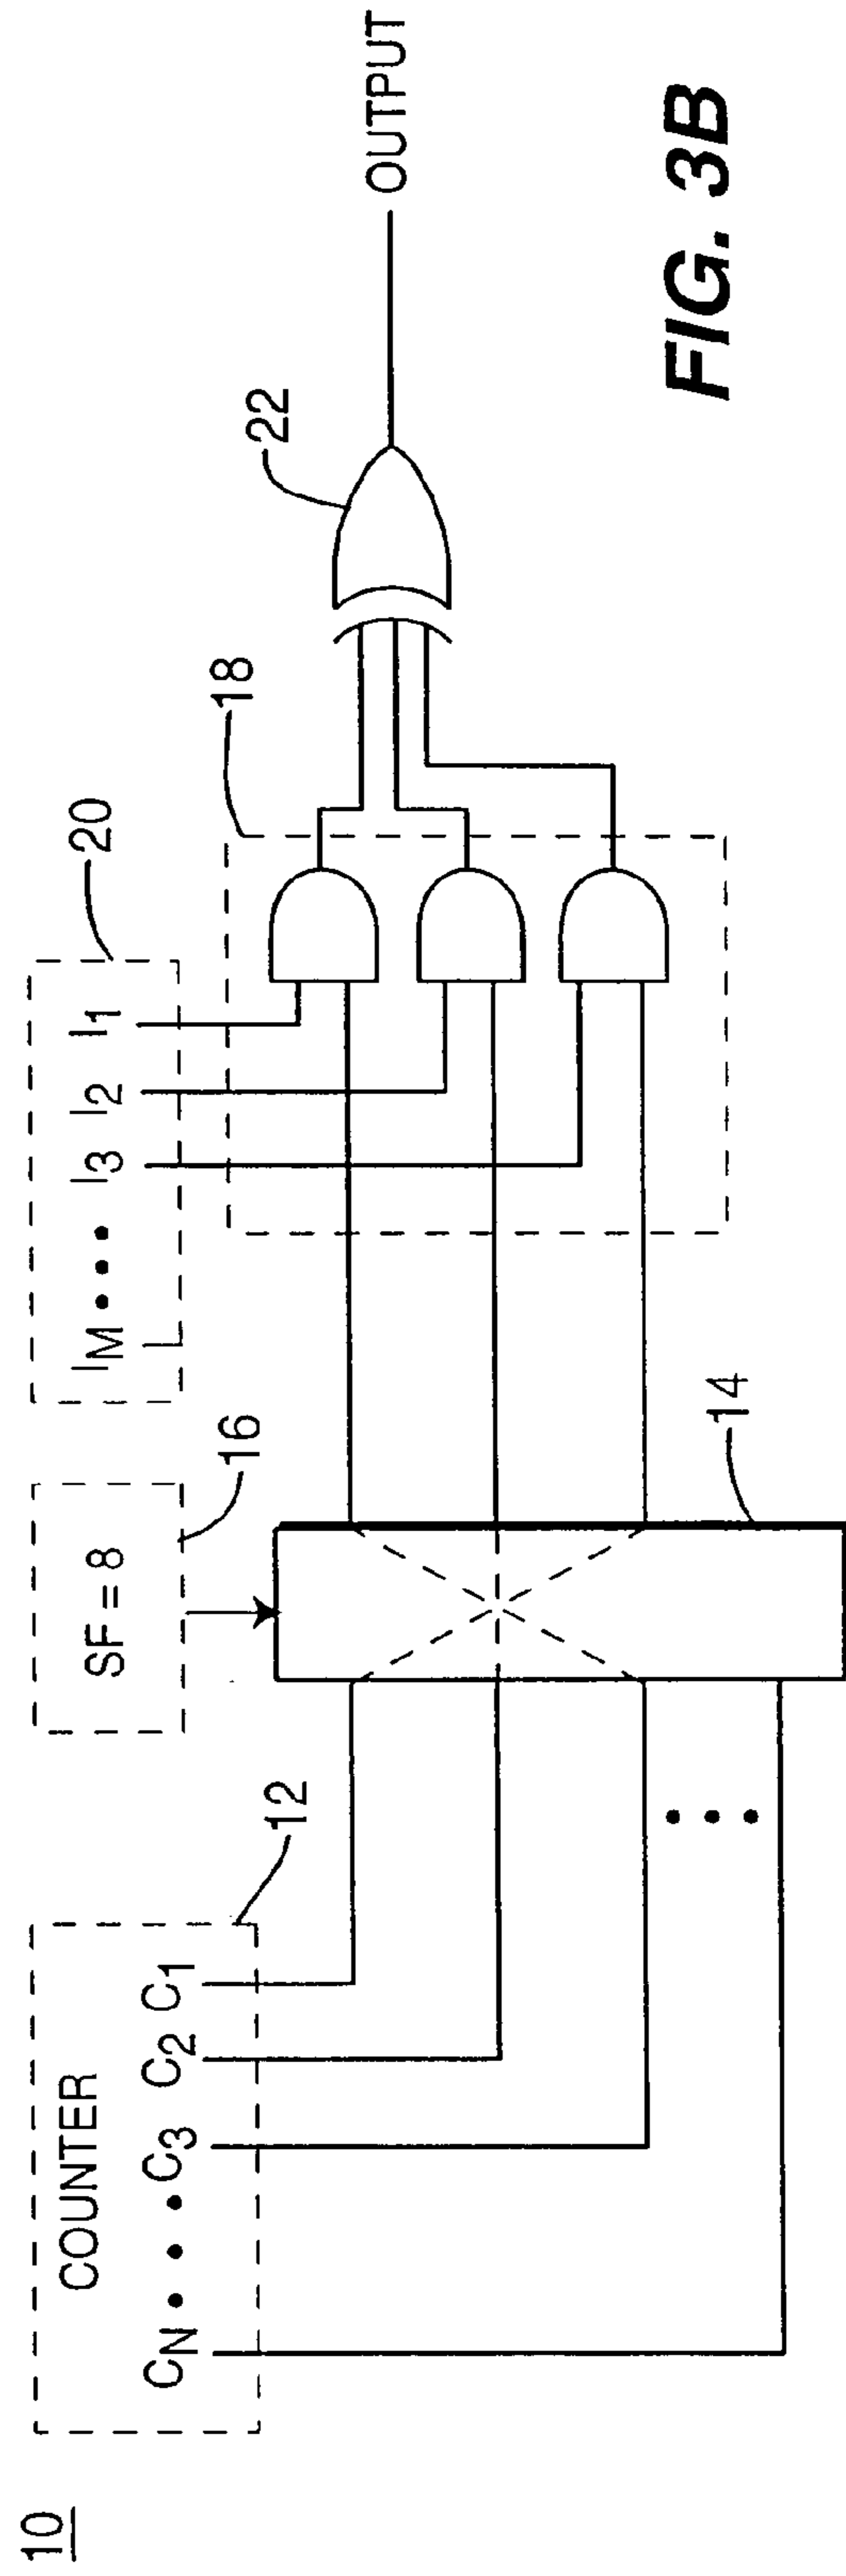 10
COUNTER
CN • • • C3 C2 C1
12
SF = 8
16
IM • • • I3 I2 I1
20
14
18
22
OUTPUT
FIG. 3B